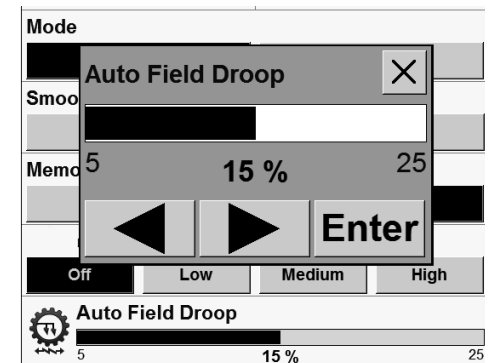 Mode
Auto Field Droop
Smoo
5 15 % 25
Memo
Enter
Off Low Medium High
Auto Field Droop
5 15 % 25